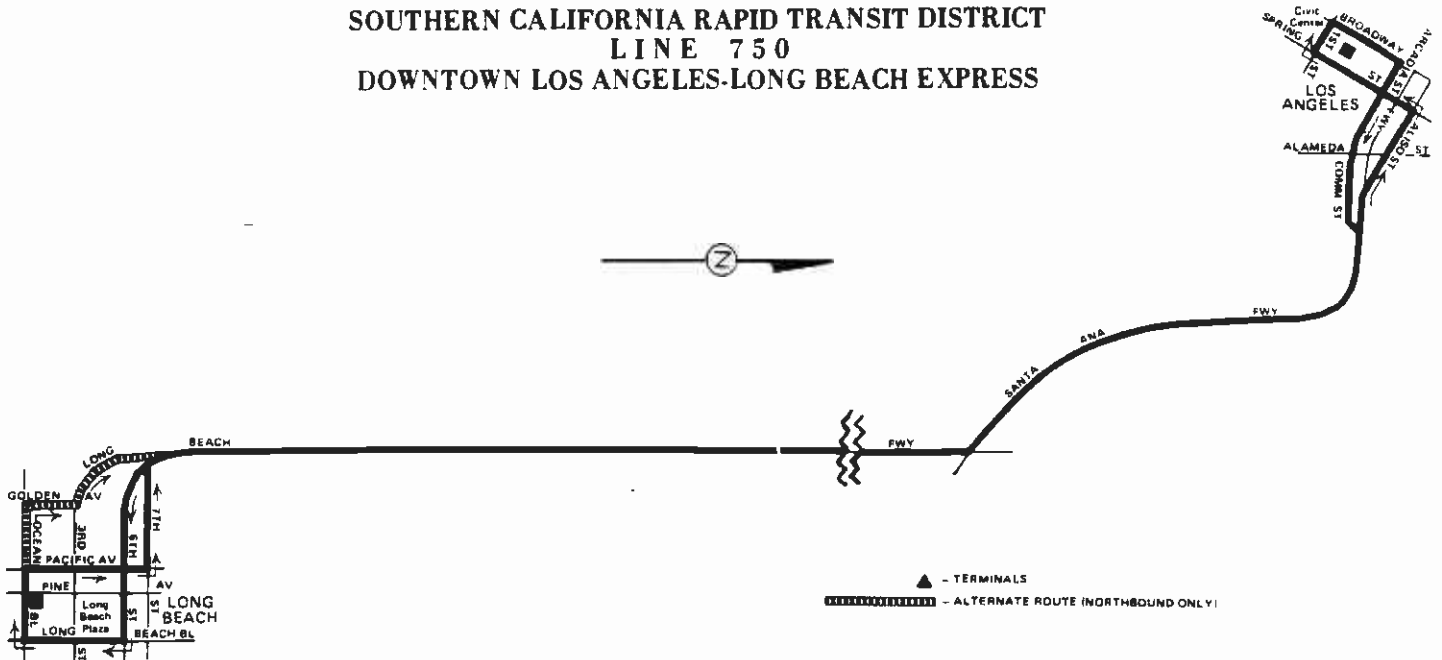 SOUTHERN CALIFORNIA RAPID TRANSIT DISTRICT
LINE 750
DOWNTOWN LOS ANGELES-LONG BEACH EXPRESS
Civic
Center
SPRING
BROADWAY
ARCADIA ST
1ST
ST
ST
LOS
ANGELES
FWY
ALISO ST
ALAMEDA
ST
COMM ST
Z
FWY
ANA
SANTA
FWY
BEACH
LONG
GOLDEN AV
OCEAN
3RD
6TH
7TH
PACIFIC AV
PINE
AV
BL
Long
Beach
Plaza
ST
ST
LONG
BEACH
LONG
BEACH BL
ST
- TERMINALS
- ALTERNATE ROUTE (NORTHBOUND ONLY)